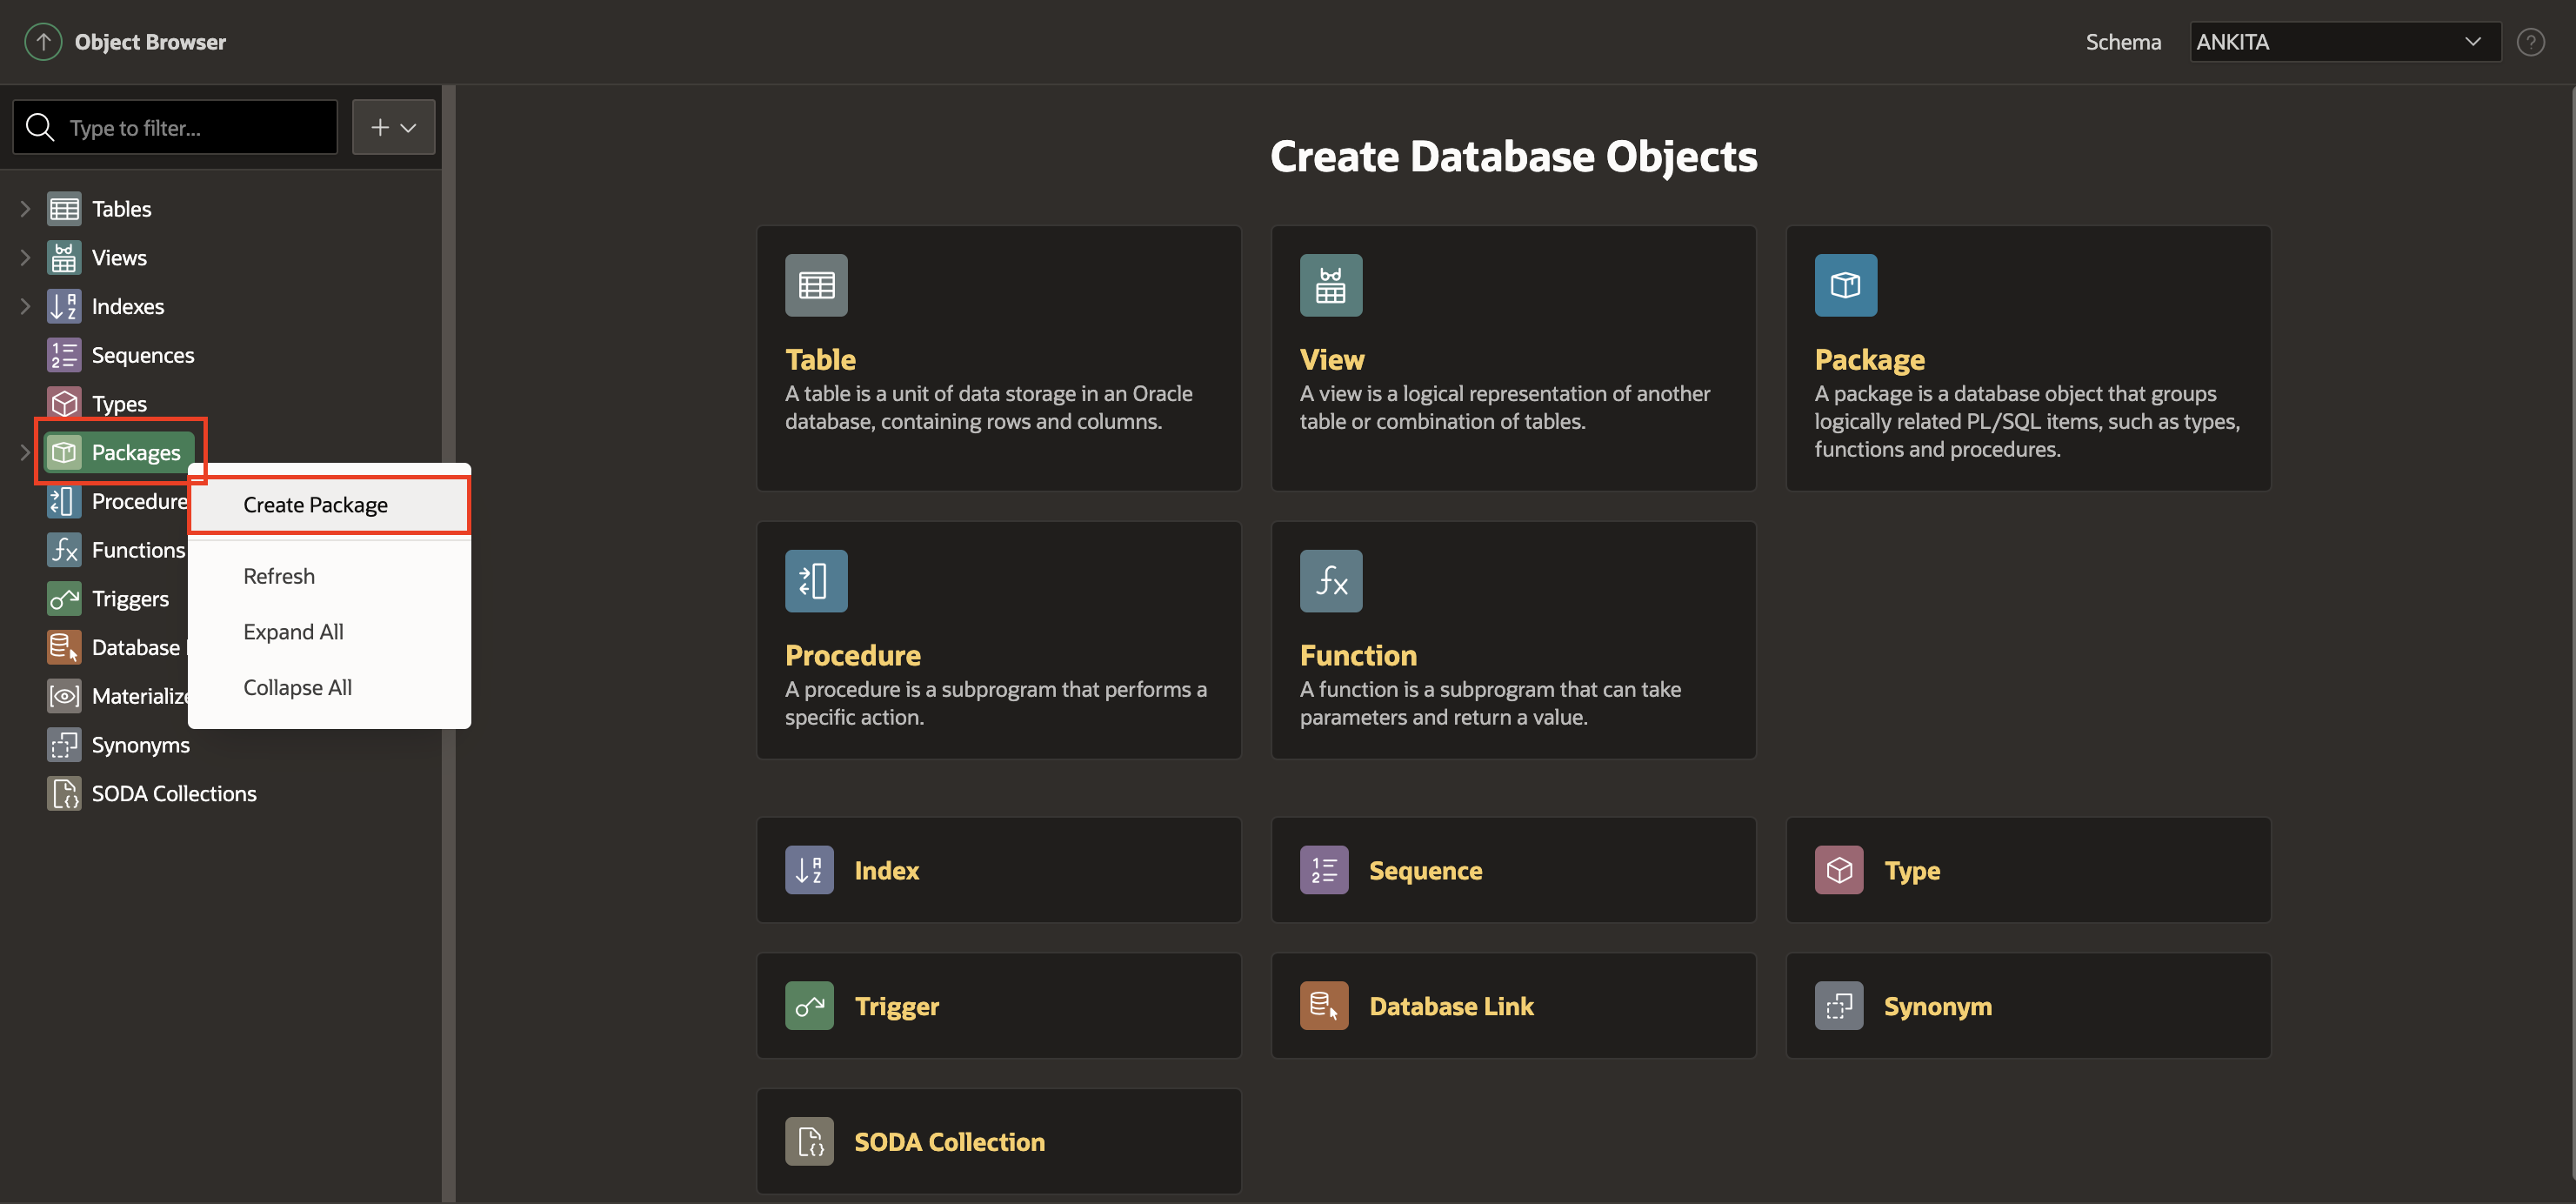 Object Browser
Schema
ANKITA
Type to filter...
Tables
Views
Indexes
Sequences
Types
Packages
Procedure
Functions
Triggers
Database
Materialize
Synonyms
SODA Collections
Create Package
Refresh
Expand All
Collapse All
Create Database Objects
Table
A table is a unit of data storage in an Oracle
database, containing rows and columns.
View
A view is a logical representation of another
table or combination of tables.
Package
A package is a database object that groups
logically related PL/SQL items, such as types,
functions and procedures.
Procedure
A procedure is a subprogram that performs a
specific action.
Function
A function is a subprogram that can take
parameters and return a value.
Index
Sequence
Type
Trigger
Database Link
Synonym
SODA Collection